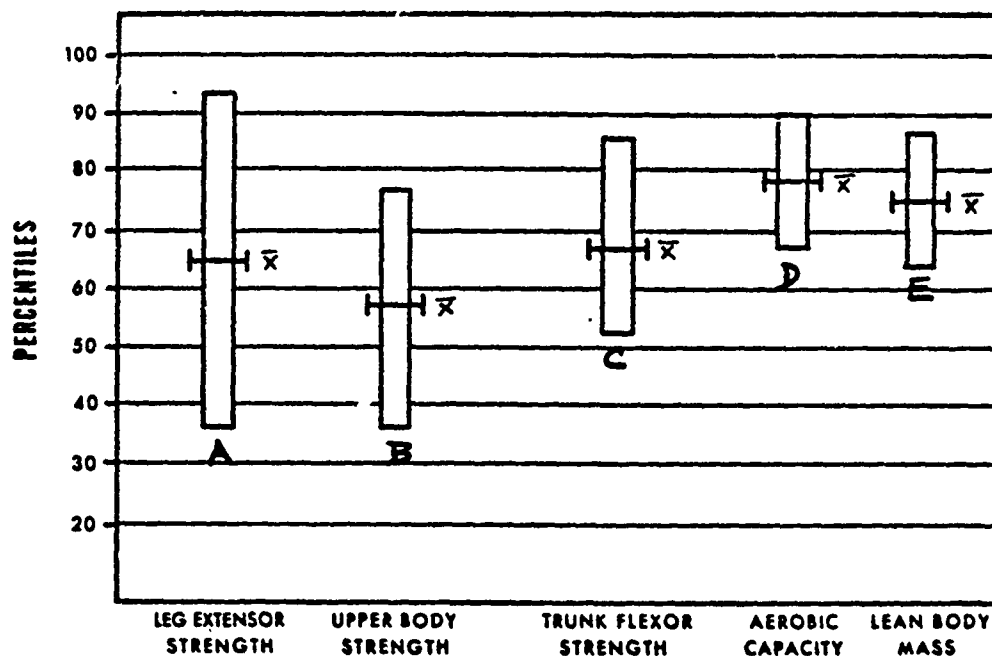 PERCENTILES
100
90
80
70
60
50
40
30
20
x̄
x̄
x̄
x̄
x̄
A
B
C
D
E
LEG EXTENSOR
STRENGTH
UPPER BODY
STRENGTH
TRUNK FLEXOR
STRENGTH
AEROBIC
CAPACITY
LEAN BODY
MASS